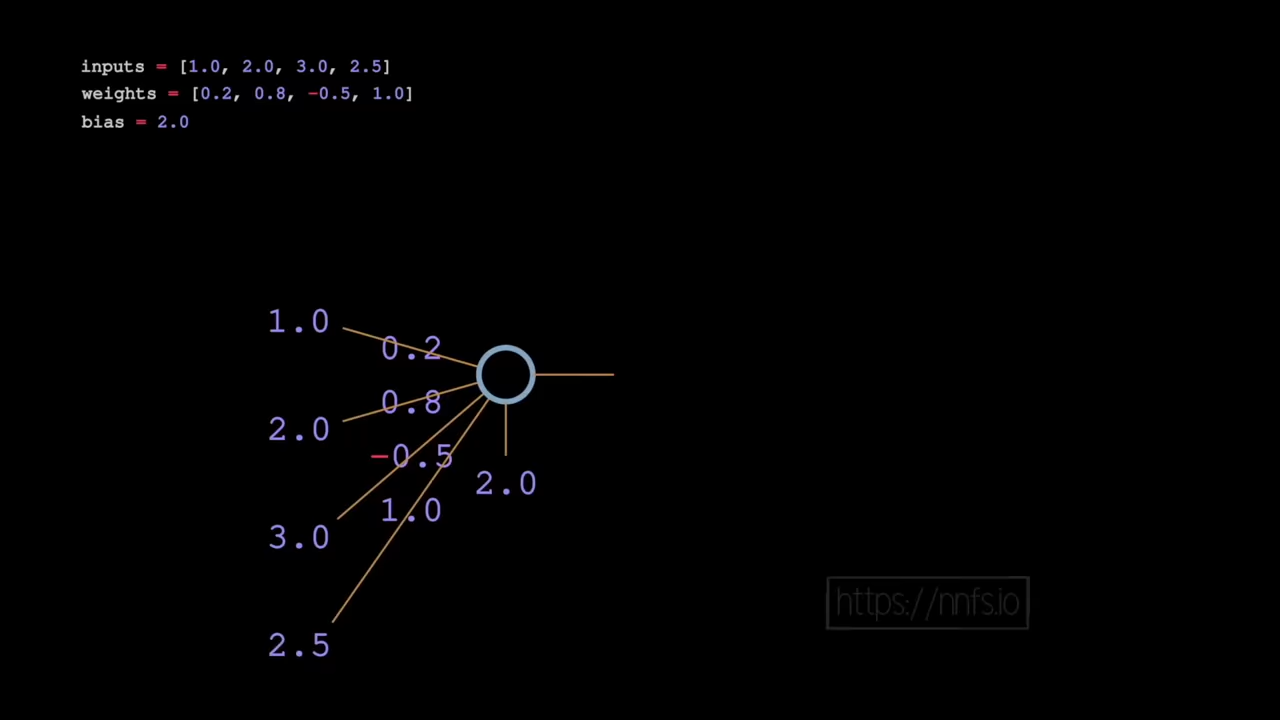 inputs = [1.0, 2.0, 3.0, 2.5]
weights = [0.2, 0.8, -0.5, 1.0]
bias = 2.0
1.0
0.2
0.8
2.0
-0.5
2.0
1.0
3.0
2.5
https://nnfs.io